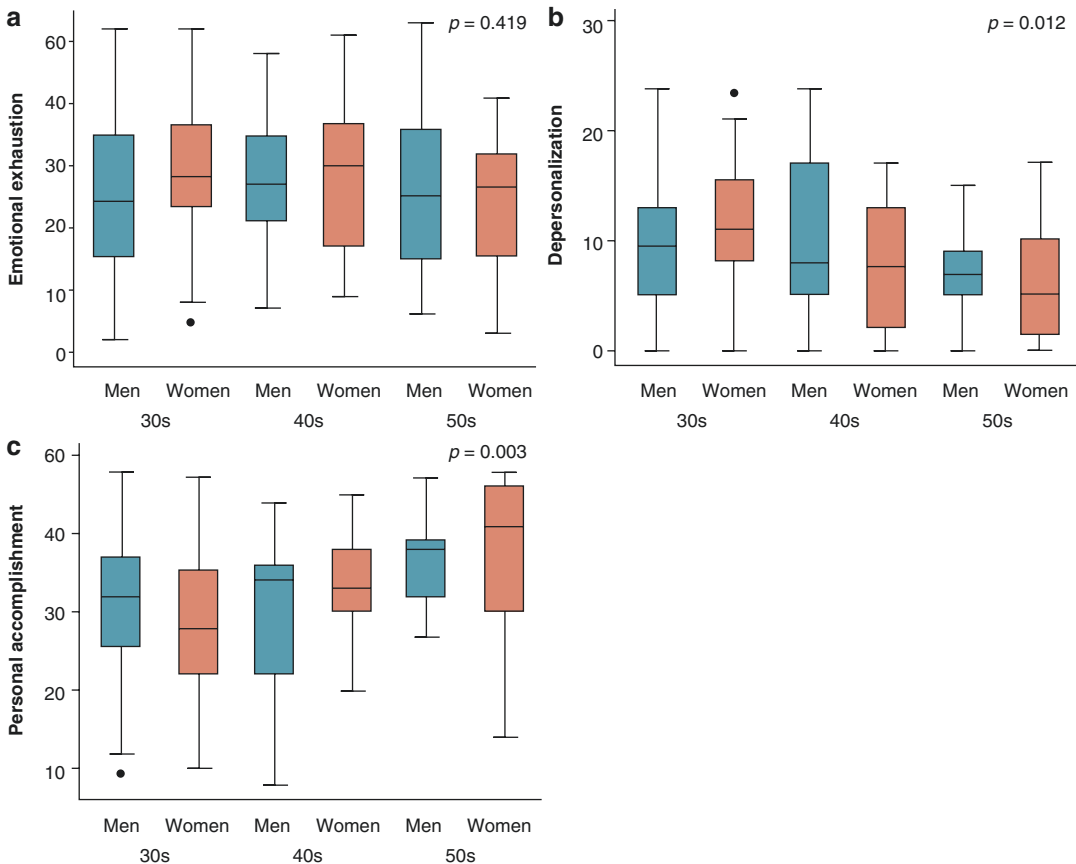 a
p = 0.419
Emotional exhaustion
60
40
30
20
10
0
Men Women Men Women Men Women
30s 40s 50s
b
p = 0.012
Depersonalization
30
20
10
0
Men Women Men Women Men Women
30s 40s 50s
c
p = 0.003
Personal accomplishment
60
40
30
20
10
Men Women Men Women Men Women
30s 40s 50s